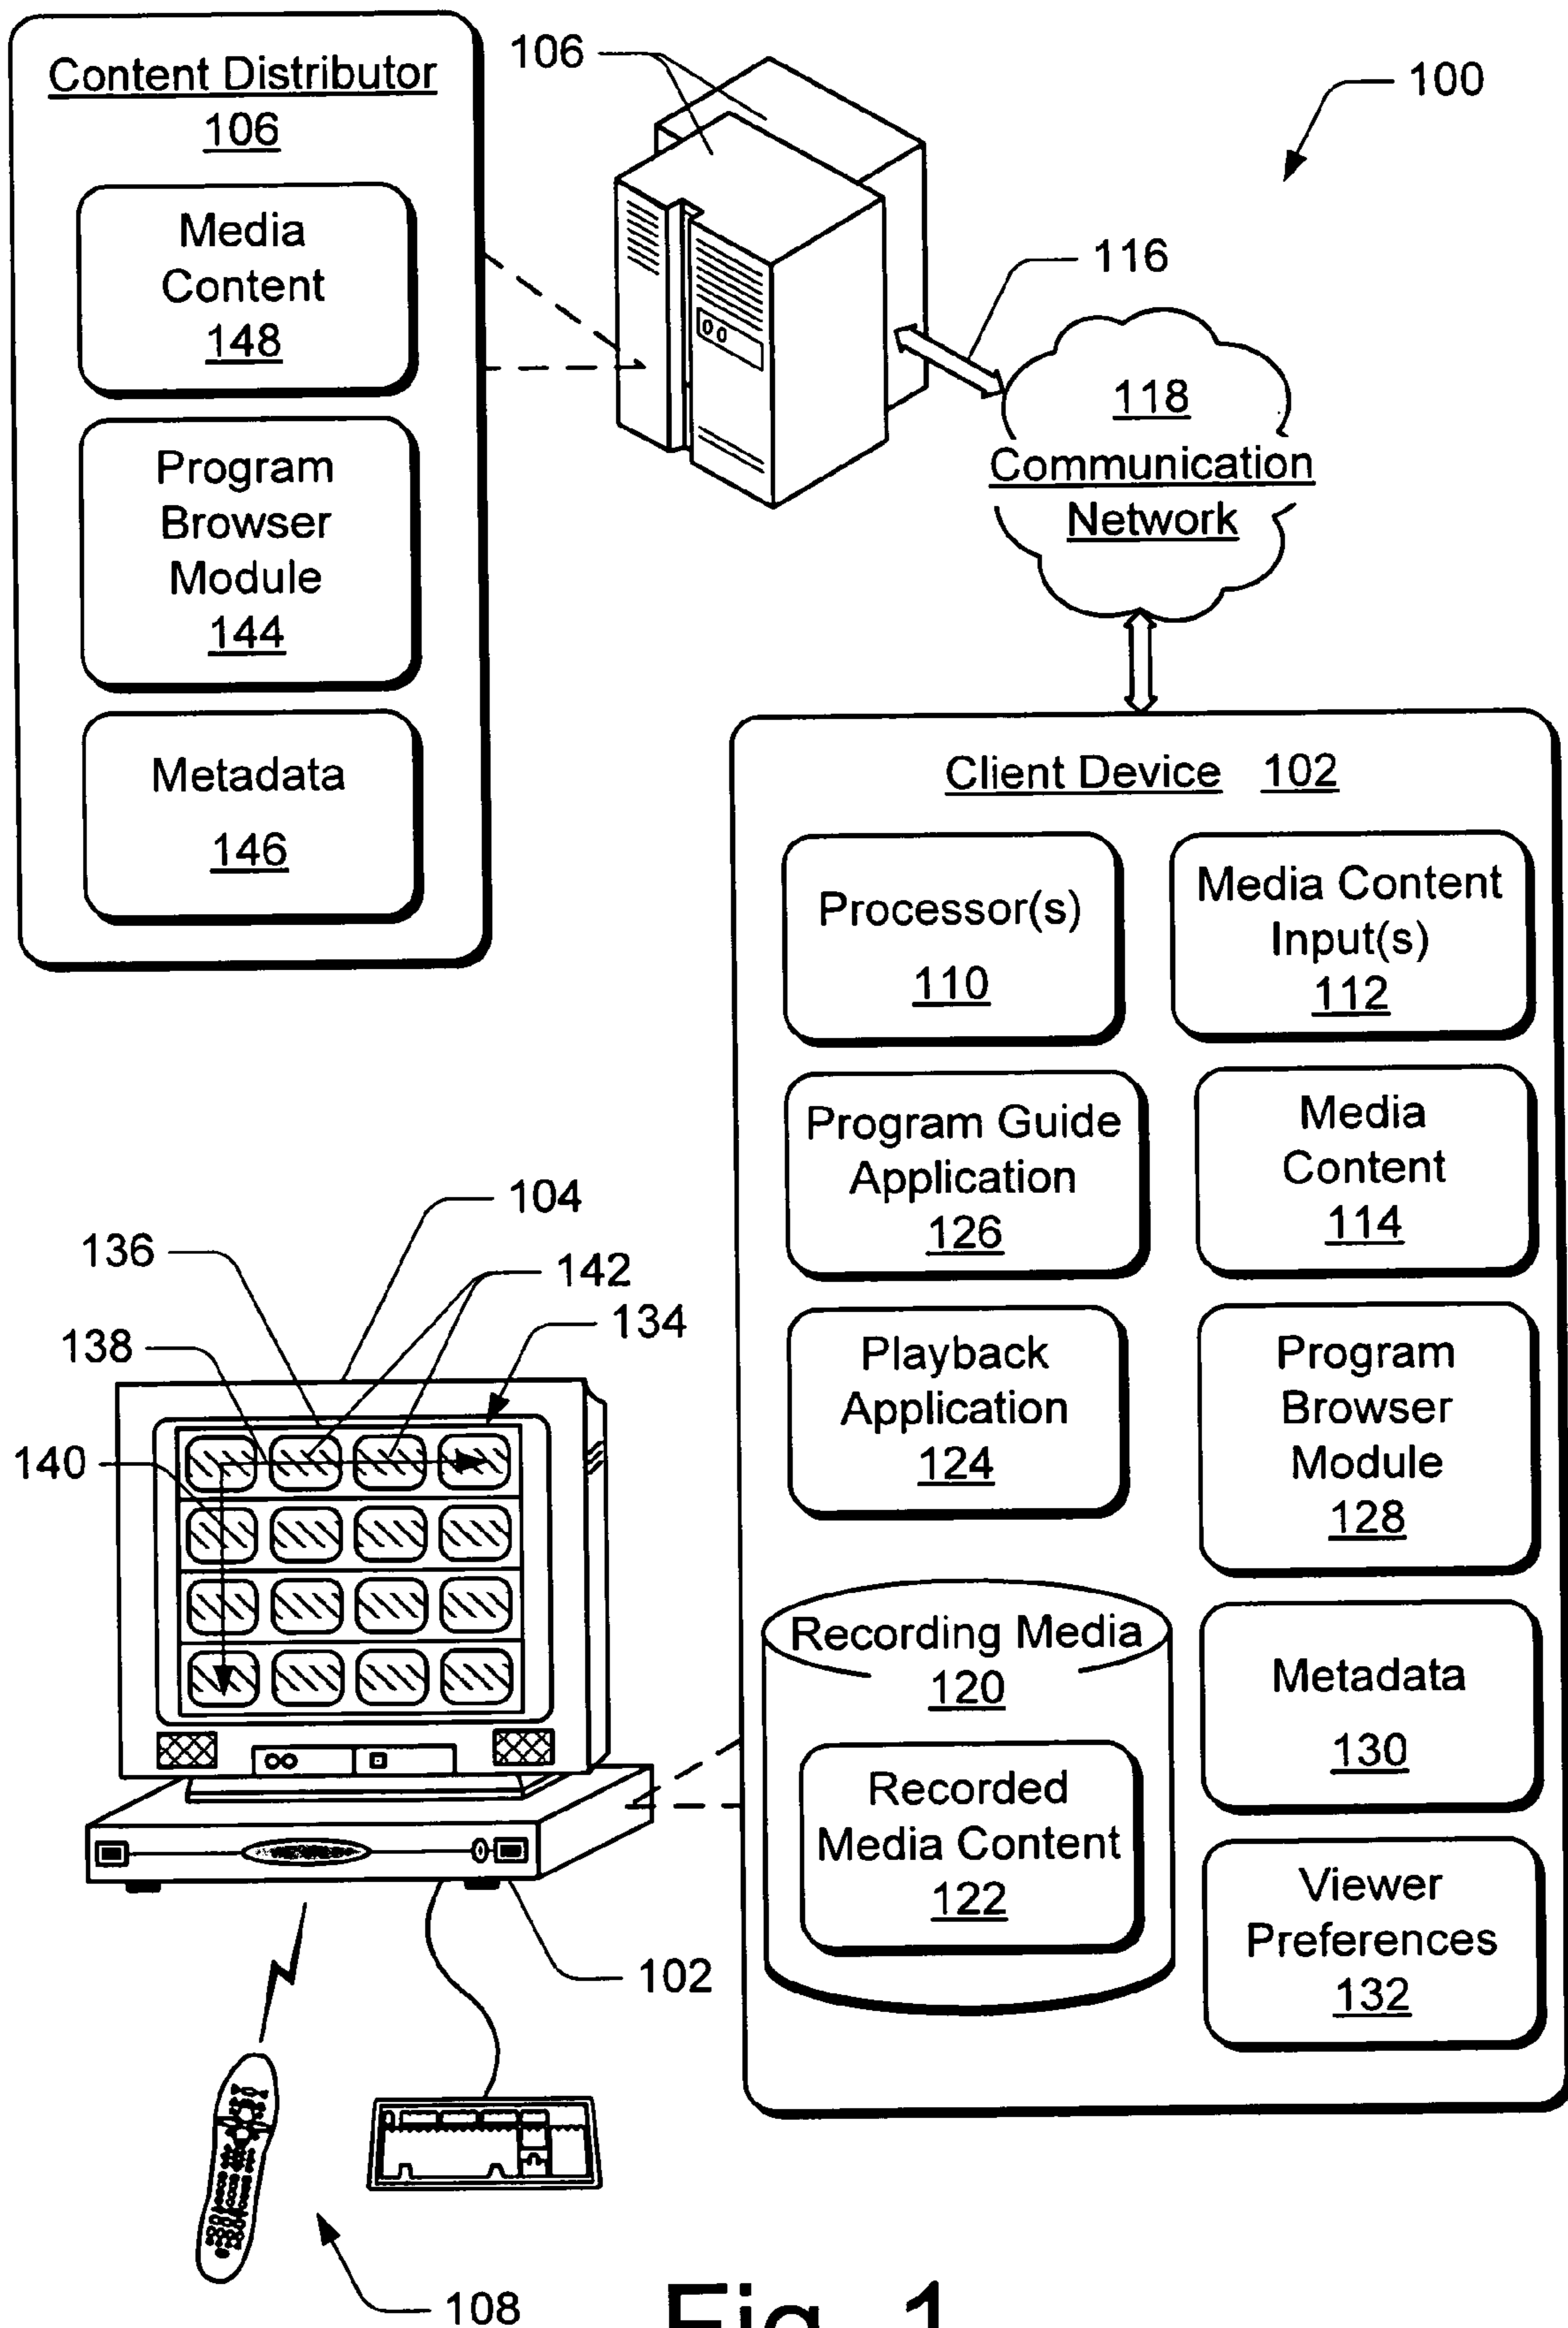 Content Distributor
106
Media
Content
148
Program
Browser
Module
144
Metadata
146
106
100
116
118
Communication
Network
Client Device 102
Processor(s)
110
Media Content
Input(s)
112
Program Guide
Application
126
Media
Content
114
Playback
Application
124
Program
Browser
Module
128
Recording Media
120
Recorded
Media Content
122
Metadata
130
Viewer
Preferences
132
104
136
142
134
138
140
102
108
Fig. 1